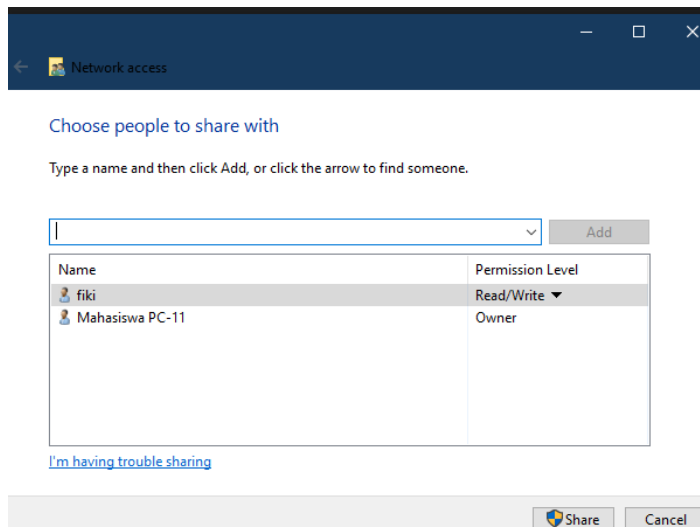 Network access
Choose people to share with
Type a name and then click Add, or click the arrow to find someone.
Add
Name Permission Level
fiki Read/Write
Mahasiswa PC-11 Owner
I'm having trouble sharing
Share Cancel